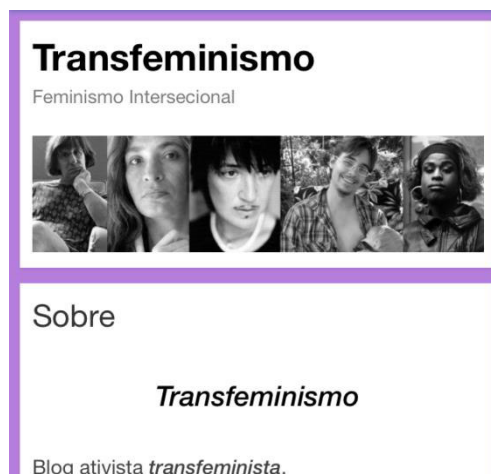 Transfeminismo
Feminismo Intersecional
Sobre
Transfeminismo
Blog ativista transfeminista.